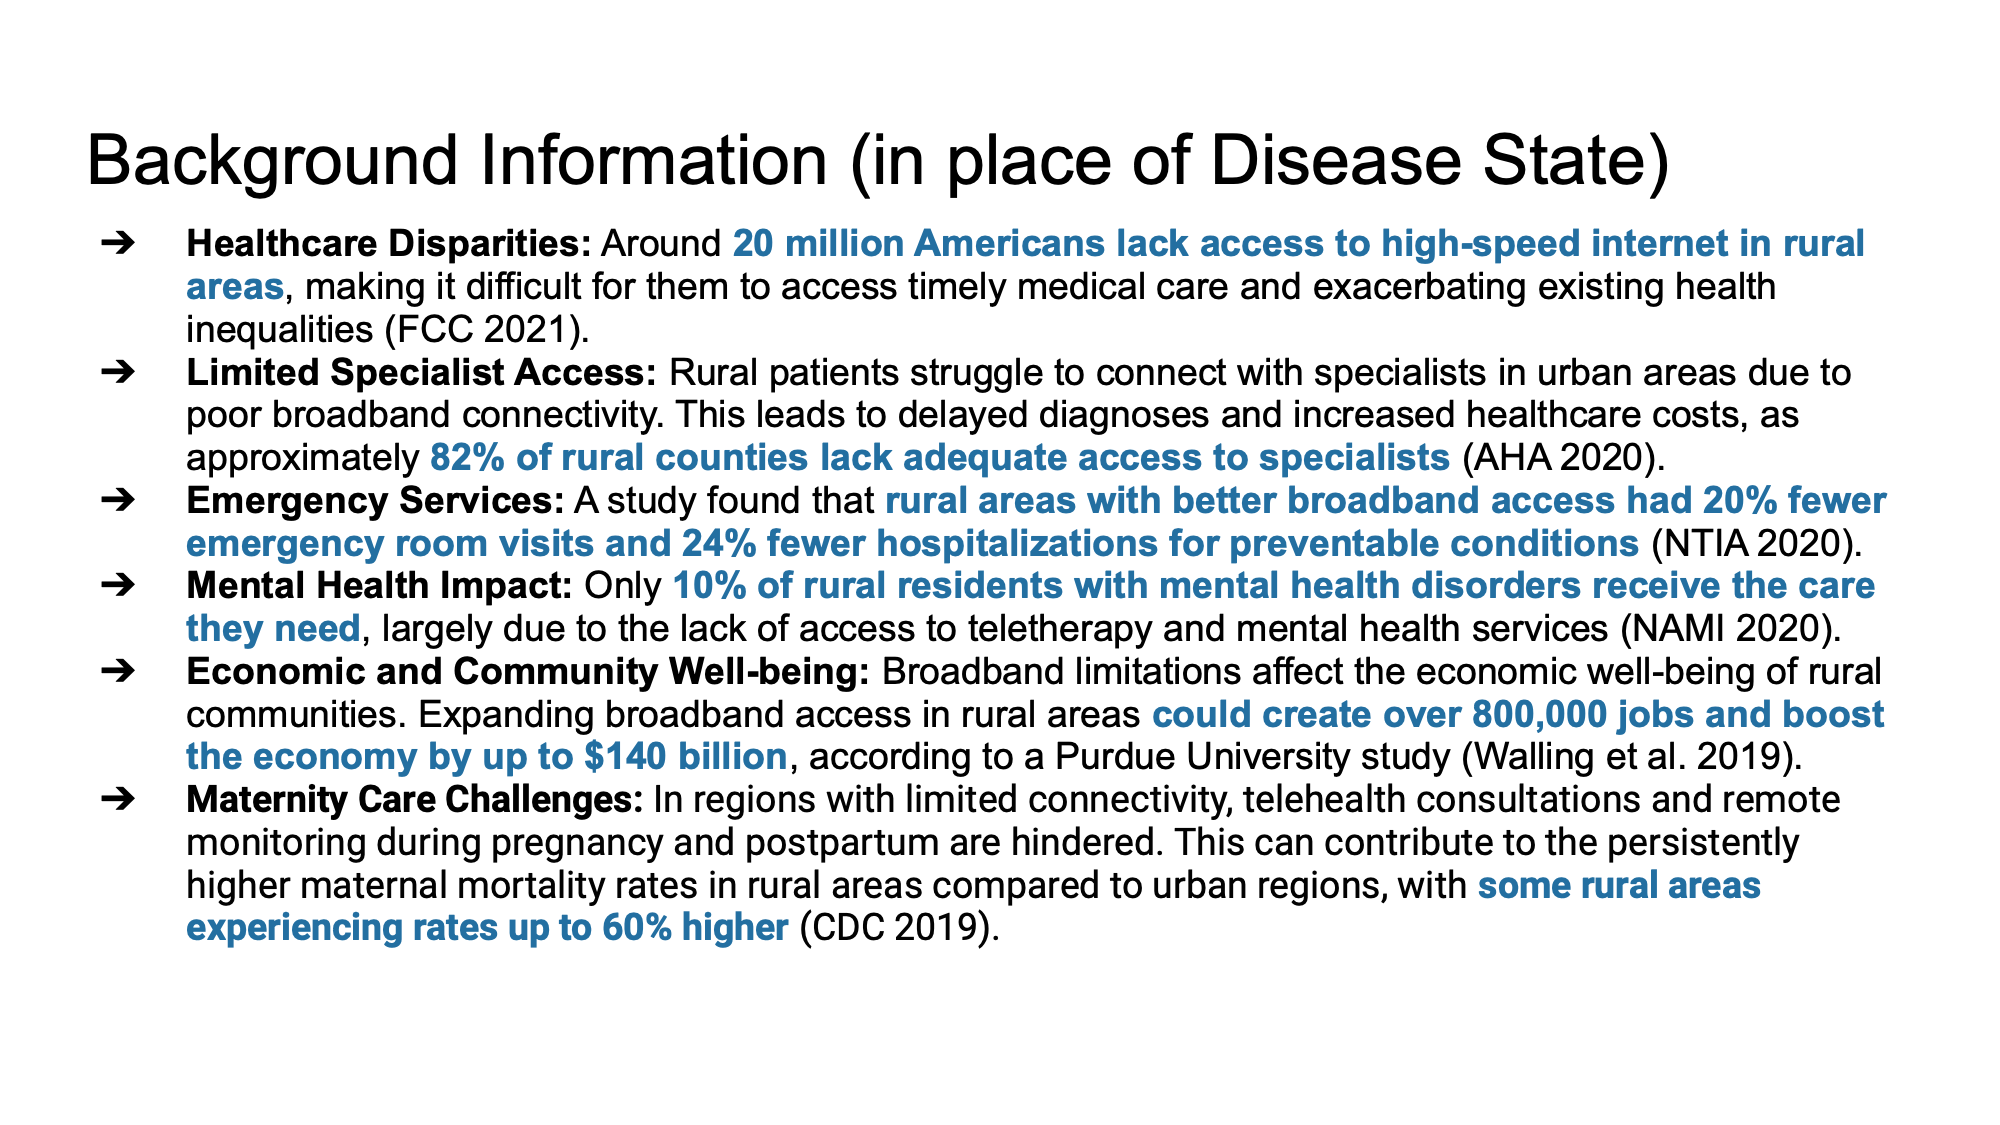 Background Information (in place of Disease State)
➔ Healthcare Disparities: Around 20 million Americans lack access to high-speed internet in rural
areas, making it difficult for them to access timely medical care and exacerbating existing health
inequalities (FCC 2021).
➔ Limited Specialist Access: Rural patients struggle to connect with specialists in urban areas due to
poor broadband connectivity. This leads to delayed diagnoses and increased healthcare costs, as
approximately 82% of rural counties lack adequate access to specialists (AHA 2020).
➔ Emergency Services: A study found that rural areas with better broadband access had 20% fewer
emergency room visits and 24% fewer hospitalizations for preventable conditions (NTIA 2020).
➔ Mental Health Impact: Only 10% of rural residents with mental health disorders receive the care
they need, largely due to the lack of access to teletherapy and mental health services (NAMI 2020).
➔ Economic and Community Well-being: Broadband limitations affect the economic well-being of rural
communities. Expanding broadband access in rural areas could create over 800,000 jobs and boost
the economy by up to $140 billion, according to a Purdue University study (Walling et al. 2019).
➔ Maternity Care Challenges: In regions with limited connectivity, telehealth consultations and remote
monitoring during pregnancy and postpartum are hindered. This can contribute to the persistently
higher maternal mortality rates in rural areas compared to urban regions, with some rural areas
experiencing rates up to 60% higher (CDC 2019).